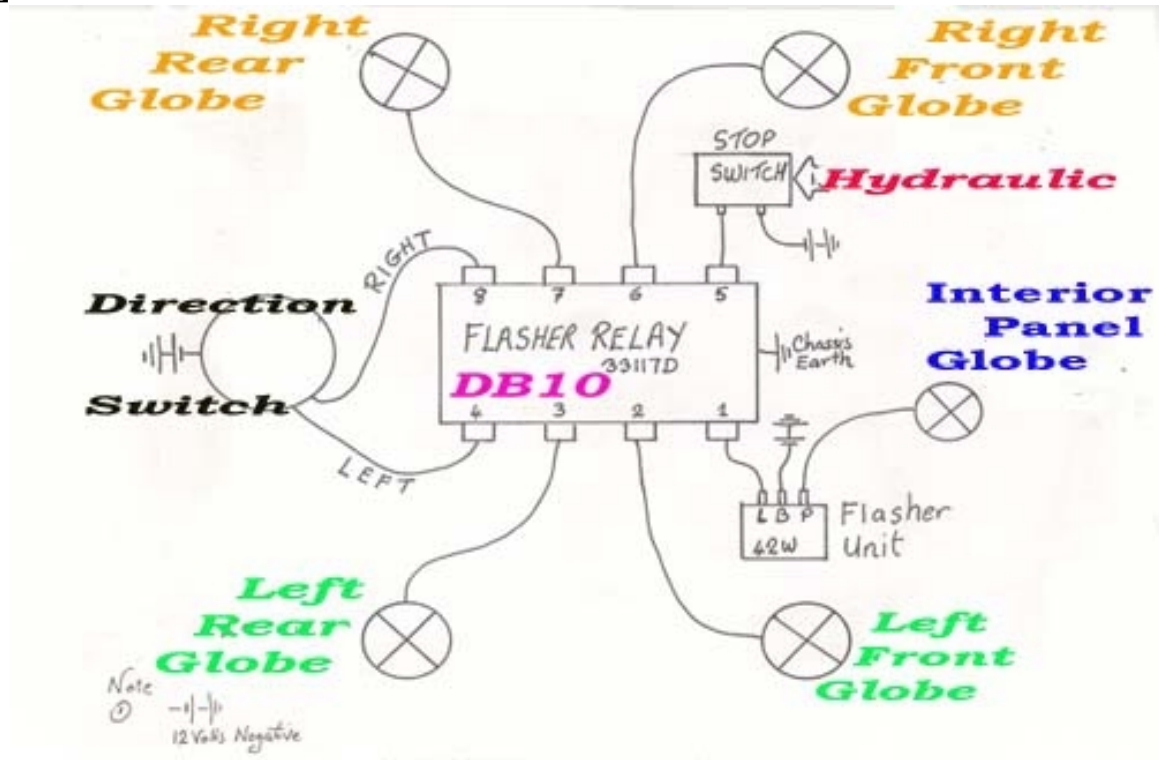 Right
Rear
Globe
Right
Front
Globe
STOP
SWITCH
Hydraulic
RIGHT
8 7 6 5
Direction
Switch
FLASHER RELAY
33117D
DB10
Chassis
Earth
Interior
Panel
Globe
4 3 2 1
LEFT
L B P
42W
Flasher
Unit
Left
Rear
Globe
Left
Front
Globe
Note
12 Volts Negative